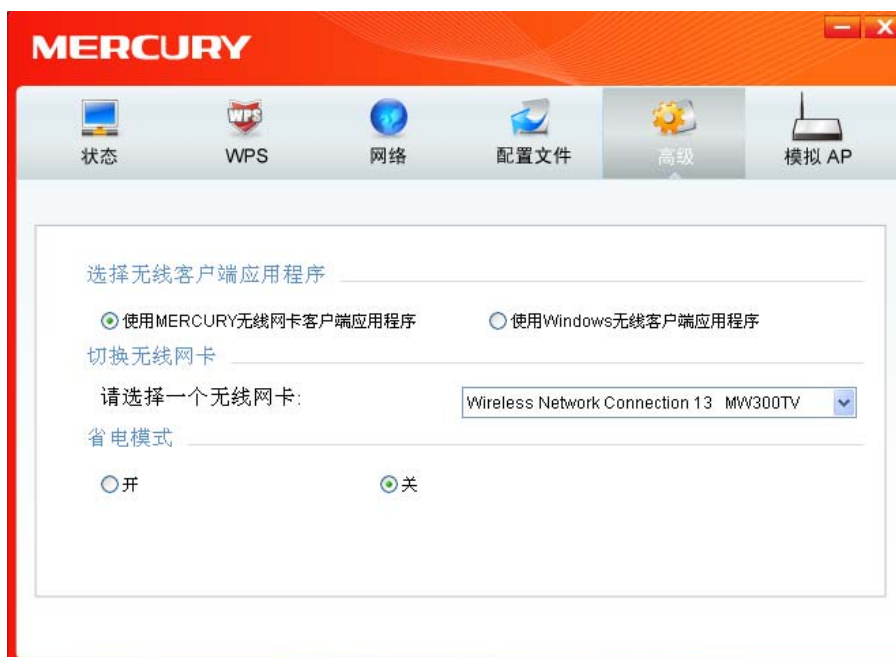 MERCURY
状态 WPS 网络 配置文件 高级 模拟 AP
选择无线客户端应用程序
使用MERCURY无线网卡客户端应用程序 使用Windows无线客户端应用程序
切换无线网卡
请选择一个无线网卡: Wireless Network Connection 13 MW300TV
省电模式
开 关